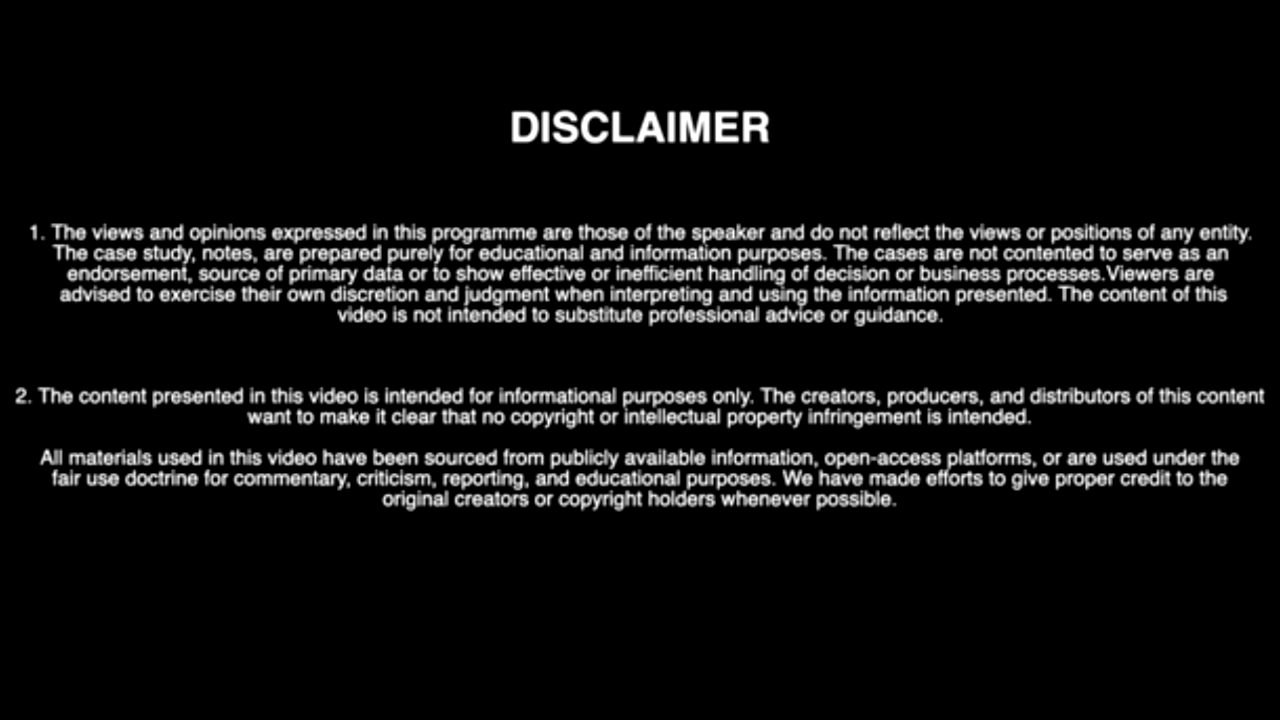 DISCLAIMER
1. The views and opinions expressed in this programme are those of the speaker and do not reflect the views or positions of any entity.
The case study, notes, are prepared purely for educational and information purposes. The cases are not contented to serve as an
endorsement, source of primary data or to show effective or inefficient handling of decision or business processes.Viewers are
advised to exercise their own discretion and judgment when interpreting and using the information presented. The content of this
video is not intended to substitute professional advice or guidance.
2. The content presented in this video is intended for informational purposes only. The creators, producers, and distributors of this content
want to make it clear that no copyright or intellectual property infringement is intended.
All materials used in this video have been sourced from publicly available information, open-access platforms, or are used under the
fair use doctrine for commentary, criticism, reporting, and educational purposes. We have made efforts to give proper credit to the
original creators or copyright holders whenever possible.